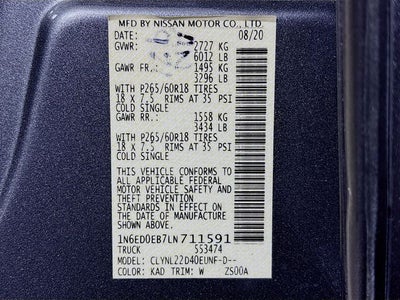 MFD BY NISSAN MOTOR CO., LTD.
DATE: 08/20
GVWR: 2727 KG
6012 LB
GAWR FR.: 1495 KG
3296 LB
WITH P265/60R18 TIRES
18 X 7.5 RIMS AT 35 PSI
COLD SINGLE
GAWR RR.: 1558 KG
3434 LB
WITH P265/60R18 TIRES
18 X 7.5 RIMS AT 35 PSI
COLD SINGLE
THIS VEHICLE CONFORMS TO
ALL APPLICABLE FEDERAL
MOTOR VEHICLE SAFETY
STANDARDS IN EFFECT ON
THE DATE OF MANUFACTURE
SHOWN ABOVE.
1N6ED0EB7LN711591
TRUCK 553474
MODEL: CLYNL22D40EUNF-D--
COLOR: KAD TRIM: W ZS00A